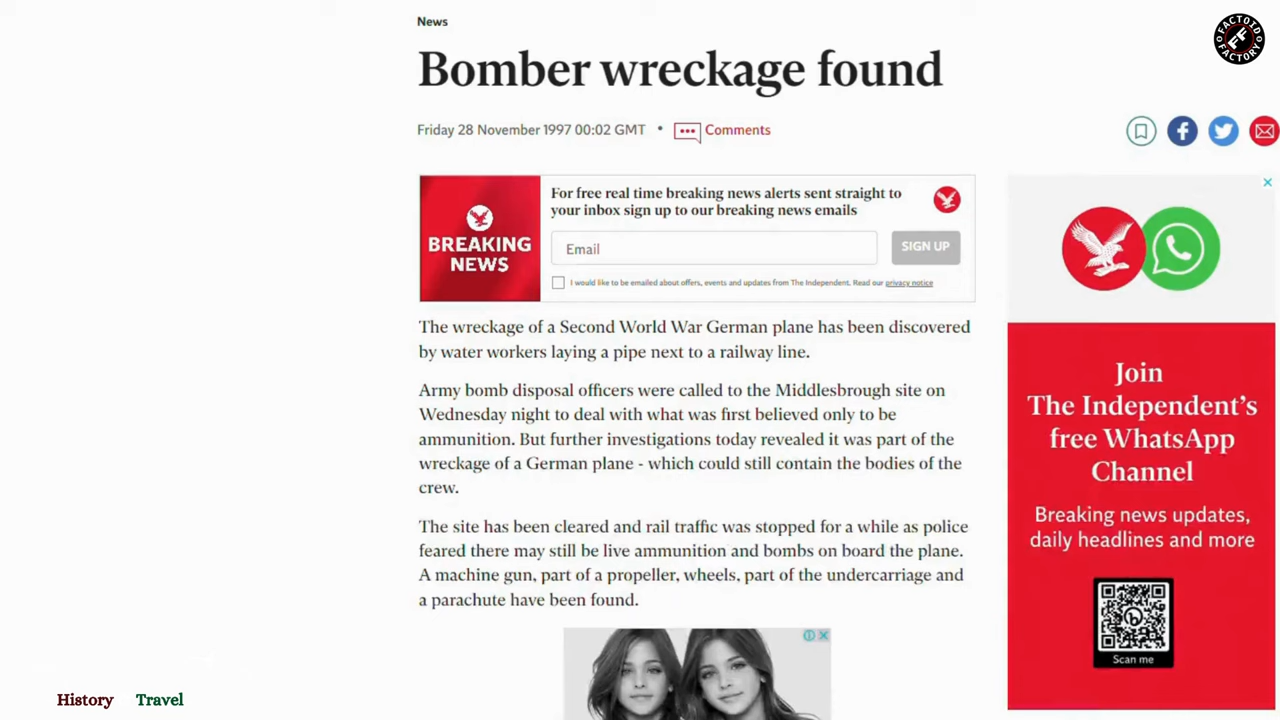 News
FACTOID
FACTORY
Bomber wreckage found
Friday 28 November 1997 00:02 GMT • Comments
BREAKING
NEWS
For free real time breaking news alerts sent straight to
your inbox sign up to our breaking news emails
Email
SIGN UP
I would like to be emailed about offers, events and updates from The Independent. Read our privacy notice
The wreckage of a Second World War German plane has been discovered
by water workers laying a pipe next to a railway line.
Army bomb disposal officers were called to the Middlesbrough site on
Wednesday night to deal with what was first believed only to be
ammunition. But further investigations today revealed it was part of the
wreckage of a German plane - which could still contain the bodies of the
crew.
The site has been cleared and rail traffic was stopped for a while as police
feared there may still be live ammunition and bombs on board the plane.
A machine gun, part of a propeller, wheels, part of the undercarriage and
a parachute have been found.
Join
The Independent's
free WhatsApp
Channel
Breaking news updates,
daily headlines and more
Scan me
History Travel